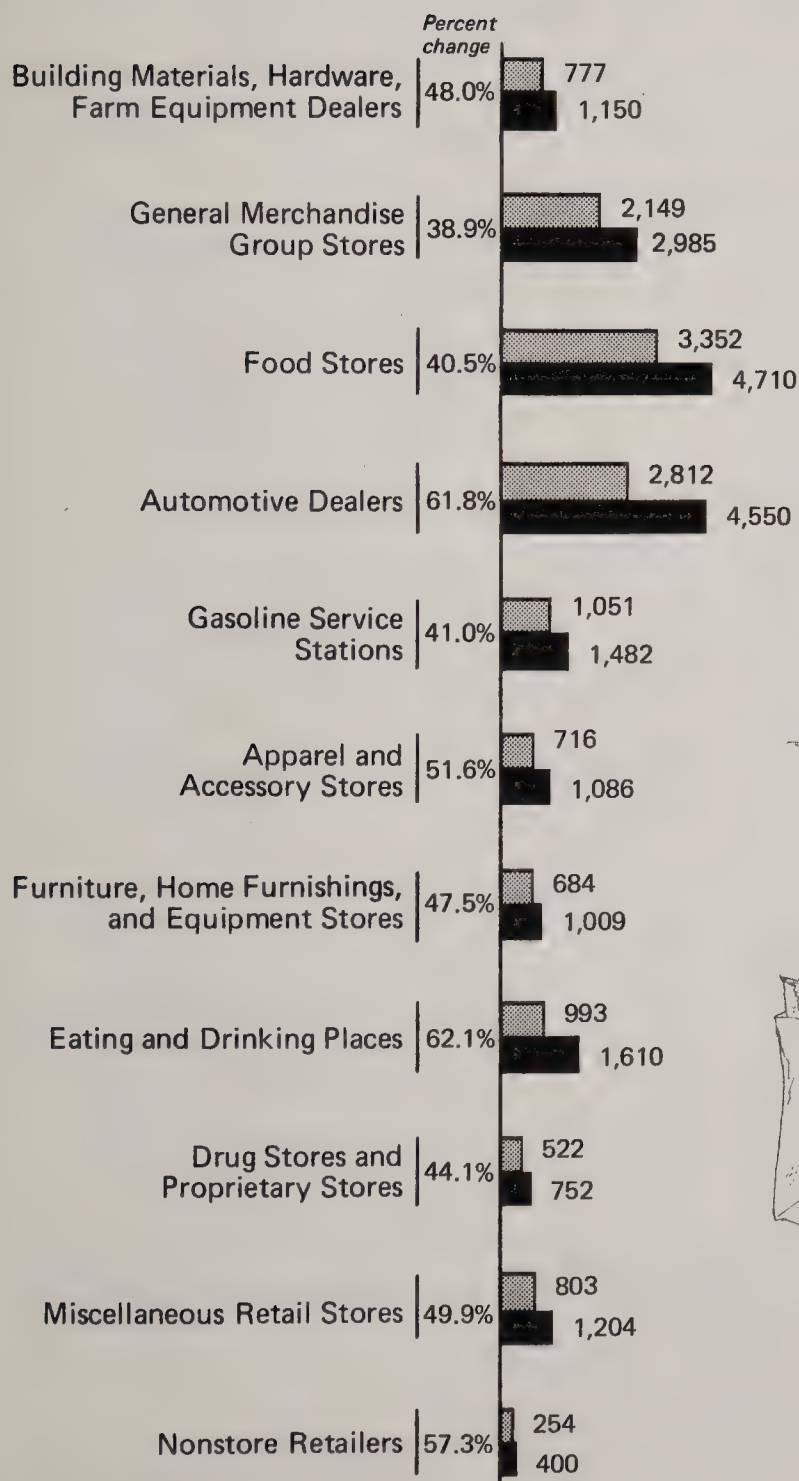 Percent
change
Building Materials, Hardware,
Farm Equipment Dealers
48.0%
777
1,150
General Merchandise
Group Stores
38.9%
2,149
2,985
Food Stores
40.5%
3,352
4,710
Automotive Dealers
61.8%
2,812
4,550
Gasoline Service
Stations
41.0%
1,051
1,482
Apparel and
Accessory Stores
51.6%
716
1,086
Furniture, Home Furnishings,
and Equipment Stores
47.5%
684
1,009
Eating and Drinking Places
62.1%
993
1,610
Drug Stores and
Proprietary Stores
44.1%
522
752
Miscellaneous Retail Stores
49.9%
803
1,204
Nonstore Retailers
57.3%
254
400